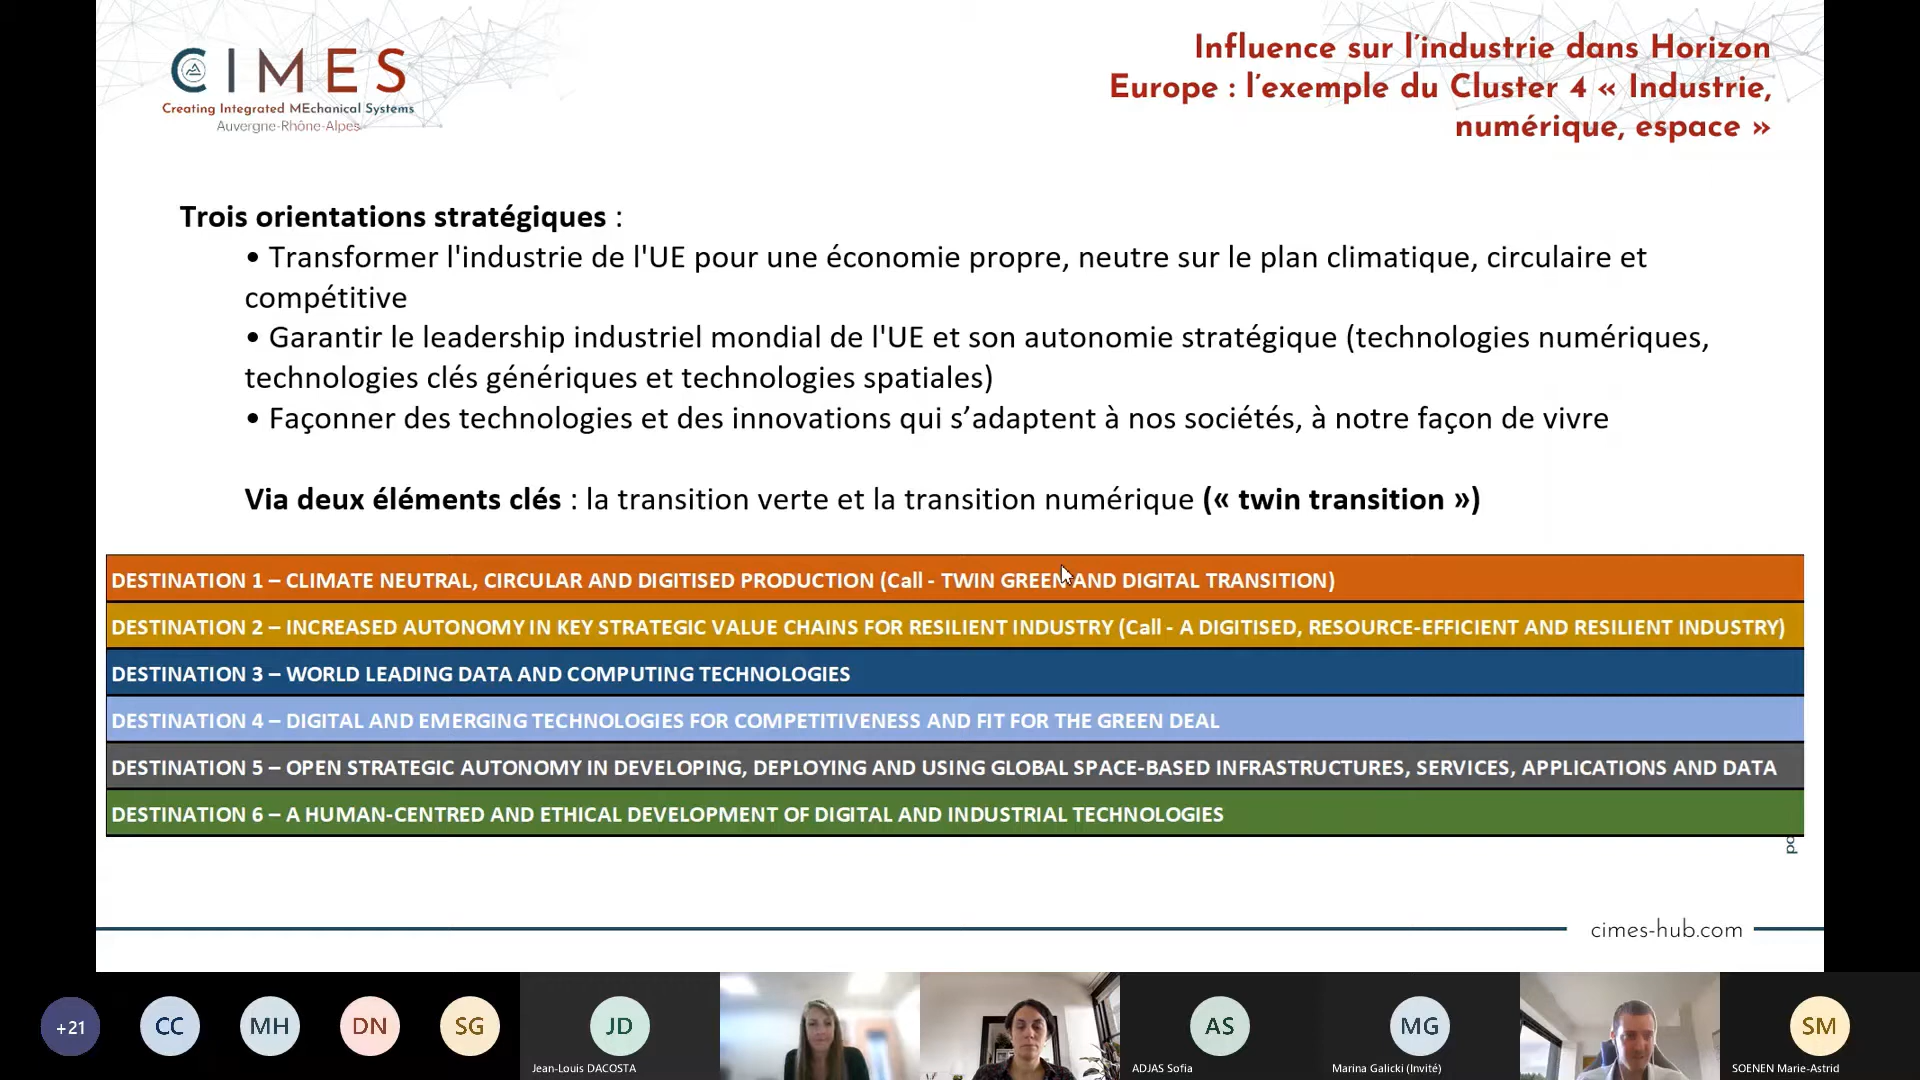 CIMES
Creating Integrated MEchanical Systems
Auvergne-Rhône-Alpes
Influence sur l’industrie dans Horizon
Europe : l’exemple du Cluster 4 « Industrie,
numérique, espace »
Trois orientations stratégiques :
• Transformer l'industrie de l'UE pour une économie propre, neutre sur le plan climatique, circulaire et
compétitive
• Garantir le leadership industriel mondial de l'UE et son autonomie stratégique (technologies numériques,
technologies clés génériques et technologies spatiales)
• Façonner des technologies et des innovations qui s’adaptent à nos sociétés, à notre façon de vivre
Via deux éléments clés : la transition verte et la transition numérique (« twin transition »)
DESTINATION 1 – CLIMATE NEUTRAL, CIRCULAR AND DIGITISED PRODUCTION (Call - TWIN GREEN AND DIGITAL TRANSITION)
DESTINATION 2 – INCREASED AUTONOMY IN KEY STRATEGIC VALUE CHAINS FOR RESILIENT INDUSTRY (Call - A DIGITISED, RESOURCE-EFFICIENT AND RESILIENT INDUSTRY)
DESTINATION 3 – WORLD LEADING DATA AND COMPUTING TECHNOLOGIES
DESTINATION 4 – DIGITAL AND EMERGING TECHNOLOGIES FOR COMPETITIVENESS AND FIT FOR THE GREEN DEAL
DESTINATION 5 – OPEN STRATEGIC AUTONOMY IN DEVELOPING, DEPLOYING AND USING GLOBAL SPACE-BASED INFRASTRUCTURES, SERVICES, APPLICATIONS AND DATA
DESTINATION 6 – A HUMAN-CENTRED AND ETHICAL DEVELOPMENT OF DIGITAL AND INDUSTRIAL TECHNOLOGIES
cimes-hub.com
+21
CC
MH
DN
SG
JD
Jean-Louis DACOSTA
AS
ADJAS Sofia
MG
Marina Galicki (Invité)
SM
SOENEN Marie-Astrid